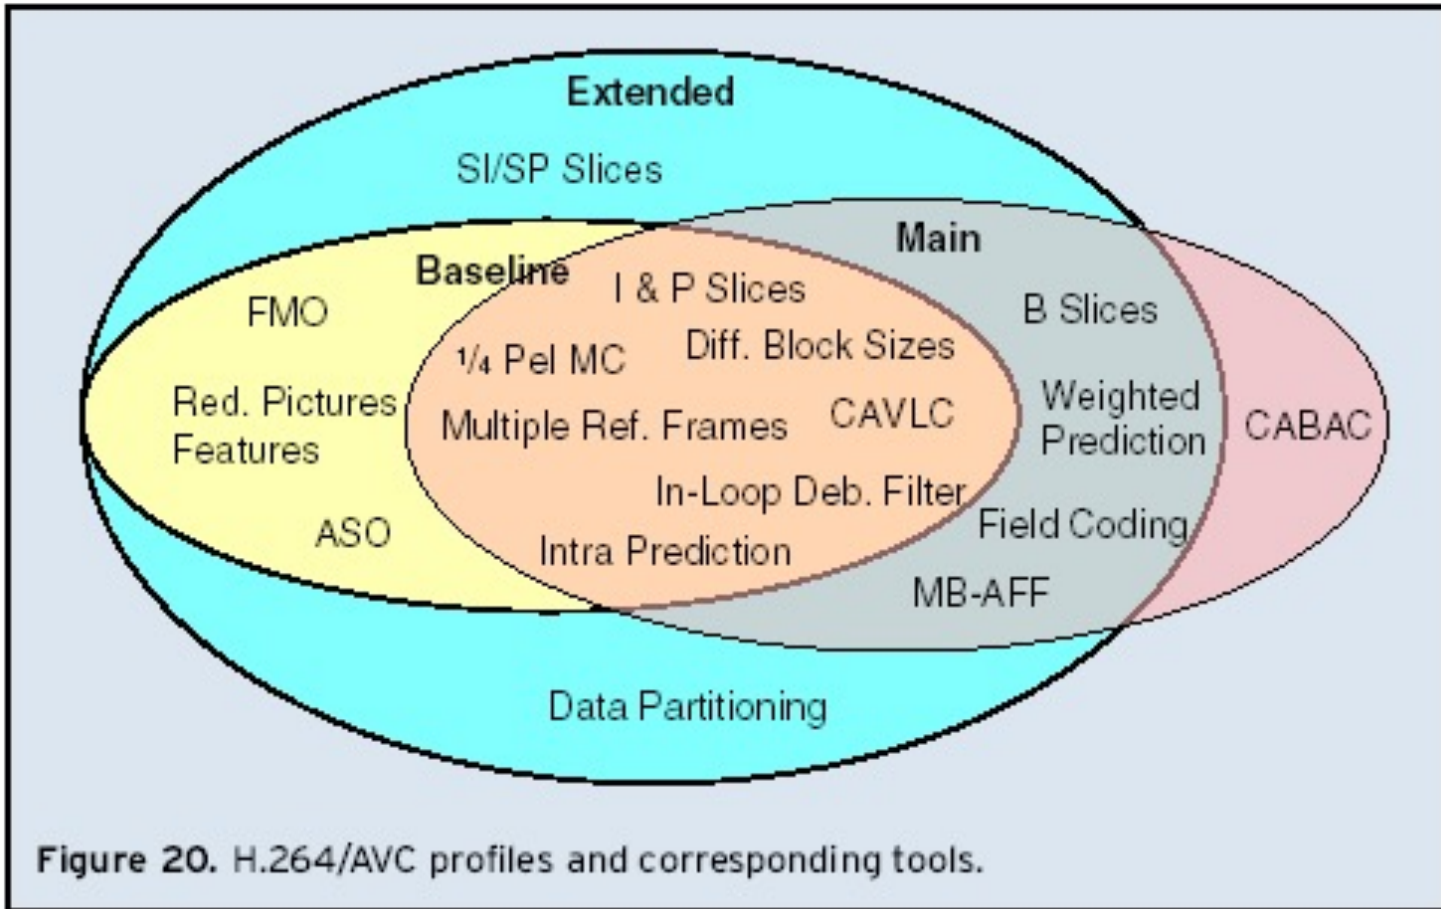 Extended
SI/SP Slices
Main
Baseline
I & P Slices
FMO
B Slices
¼ Pel MC
Diff. Block Sizes
Red. Pictures
Features
Multiple Ref. Frames
CAVLC
Weighted
Prediction
CABAC
In-Loop Deb. Filter
ASO
Intra Prediction
Field Coding
MB-AFF
Data Partitioning
Figure 20. H.264/AVC profiles and corresponding tools.